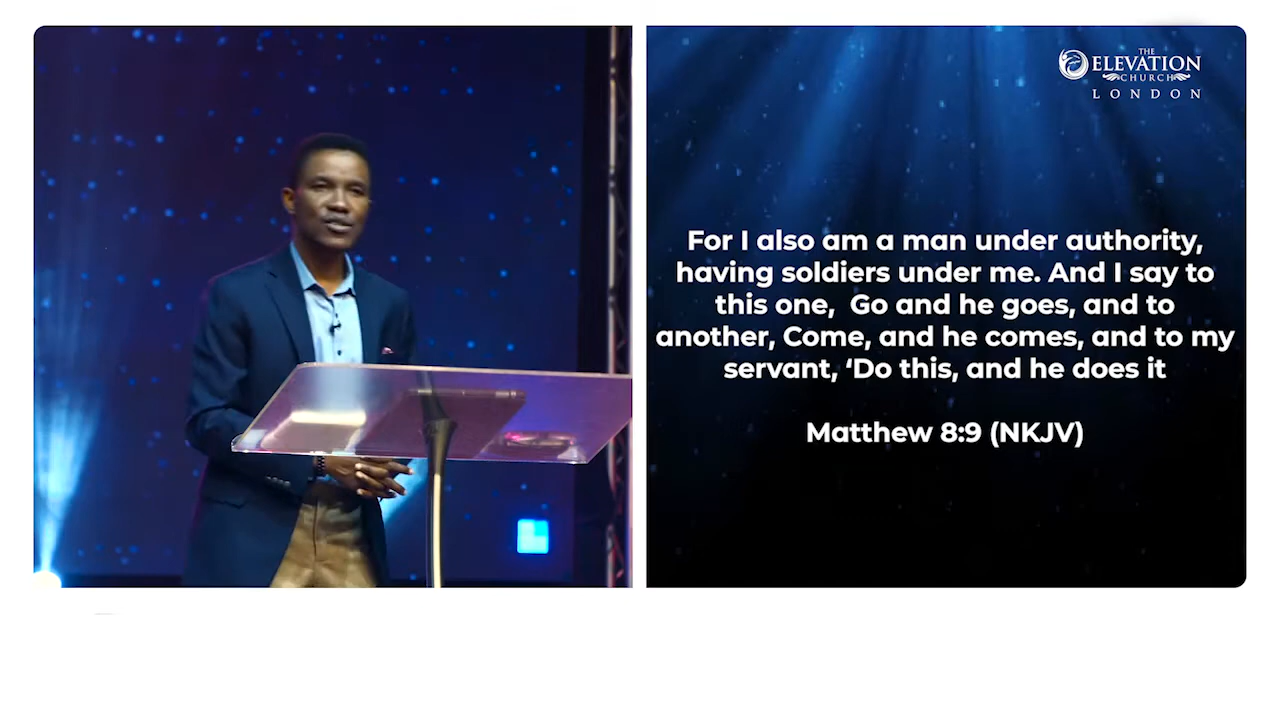 THE
ELEVATION
CHURCH
LONDON
For I also am a man under authority,
having soldiers under me. And I say to
this one,  Go and he goes, and to
another, Come, and he comes, and to my
servant, ‘Do this, and he does it
Matthew 8:9 (NKJV)